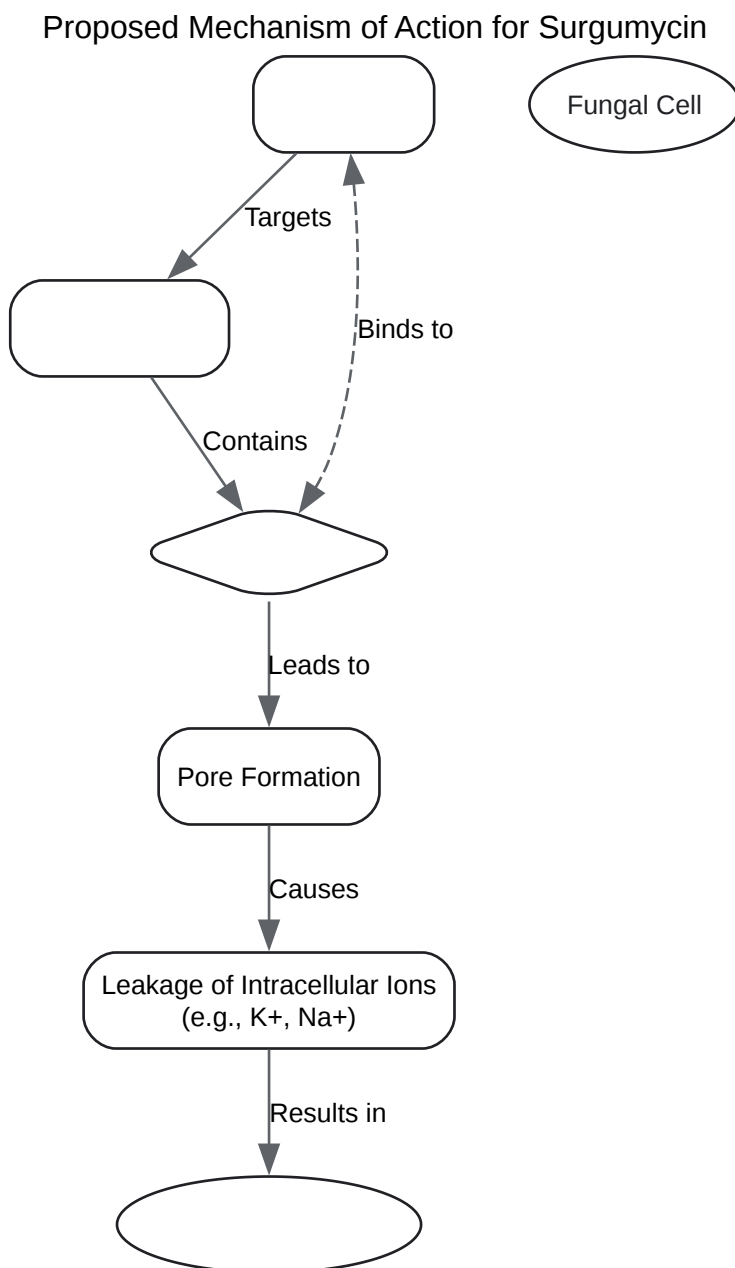 Proposed Mechanism of Action for Surgumycin
Fungal Cell
Targets
Binds to
Contains
Leads to
Pore Formation
Causes
Leakage of Intracellular Ions
(e.g., K+, Na+)
Results in